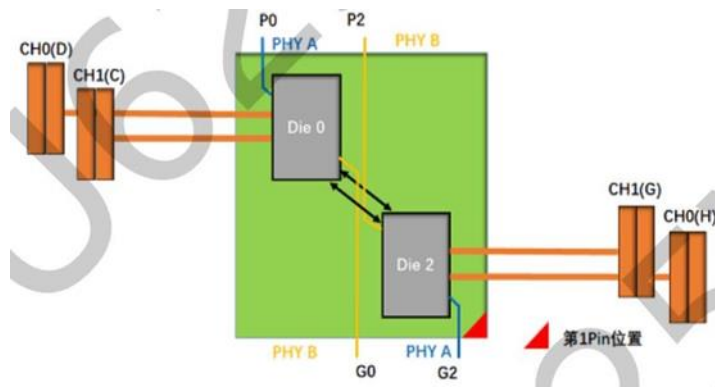 P0 P2
PHY A PHY B
CH0(D)
CH1(C)
Die 0
CH1(G)
CH0(H)
Die 2
第1Pin位置
PHY B PHY A
G0 G2